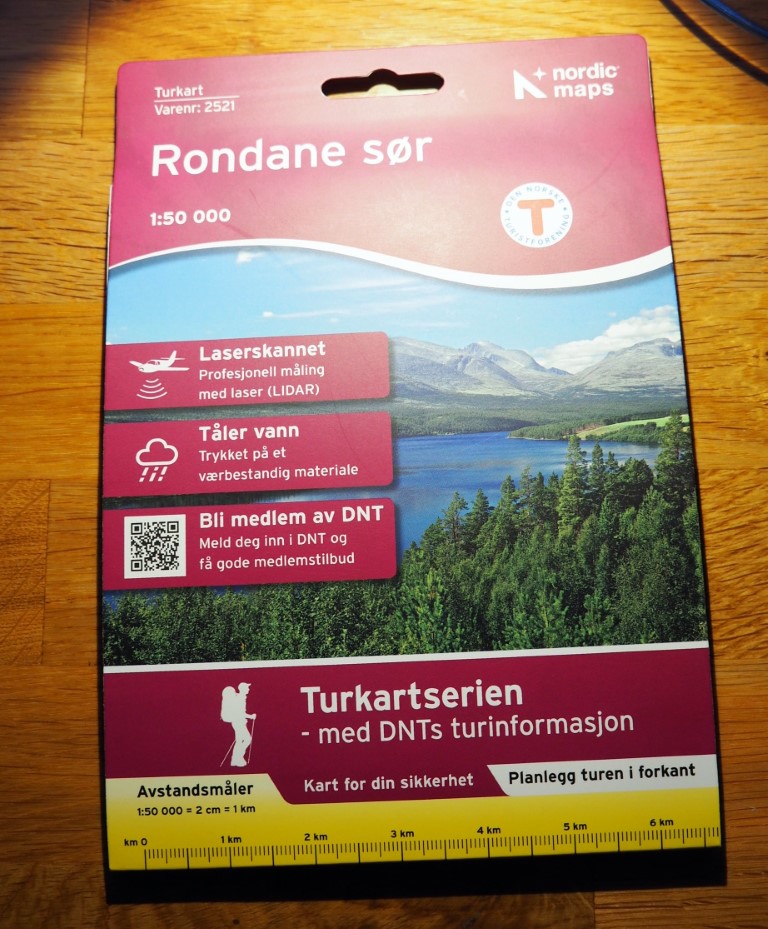 Turkart
Varenr: 2521
nordic
maps
Rondane sør
1:50 000
DEN NORSKE
TURISTFORENING
T
Laserskannet
Profesjonell måling
med laser (LIDAR)
Tåler vann
Trykket på et
værbestandig materiale
Bli medlem av DNT
Meld deg inn i DNT og
få gode medlemstilbud
Turkartserien
- med DNTs turinformasjon
Avstandsmåler
1:50 000 = 2 cm = 1 km
Kart for din sikkerhet
Planlegg turen i forkant
km 0 1 km 2 km 3 km 4 km 5 km 6 km